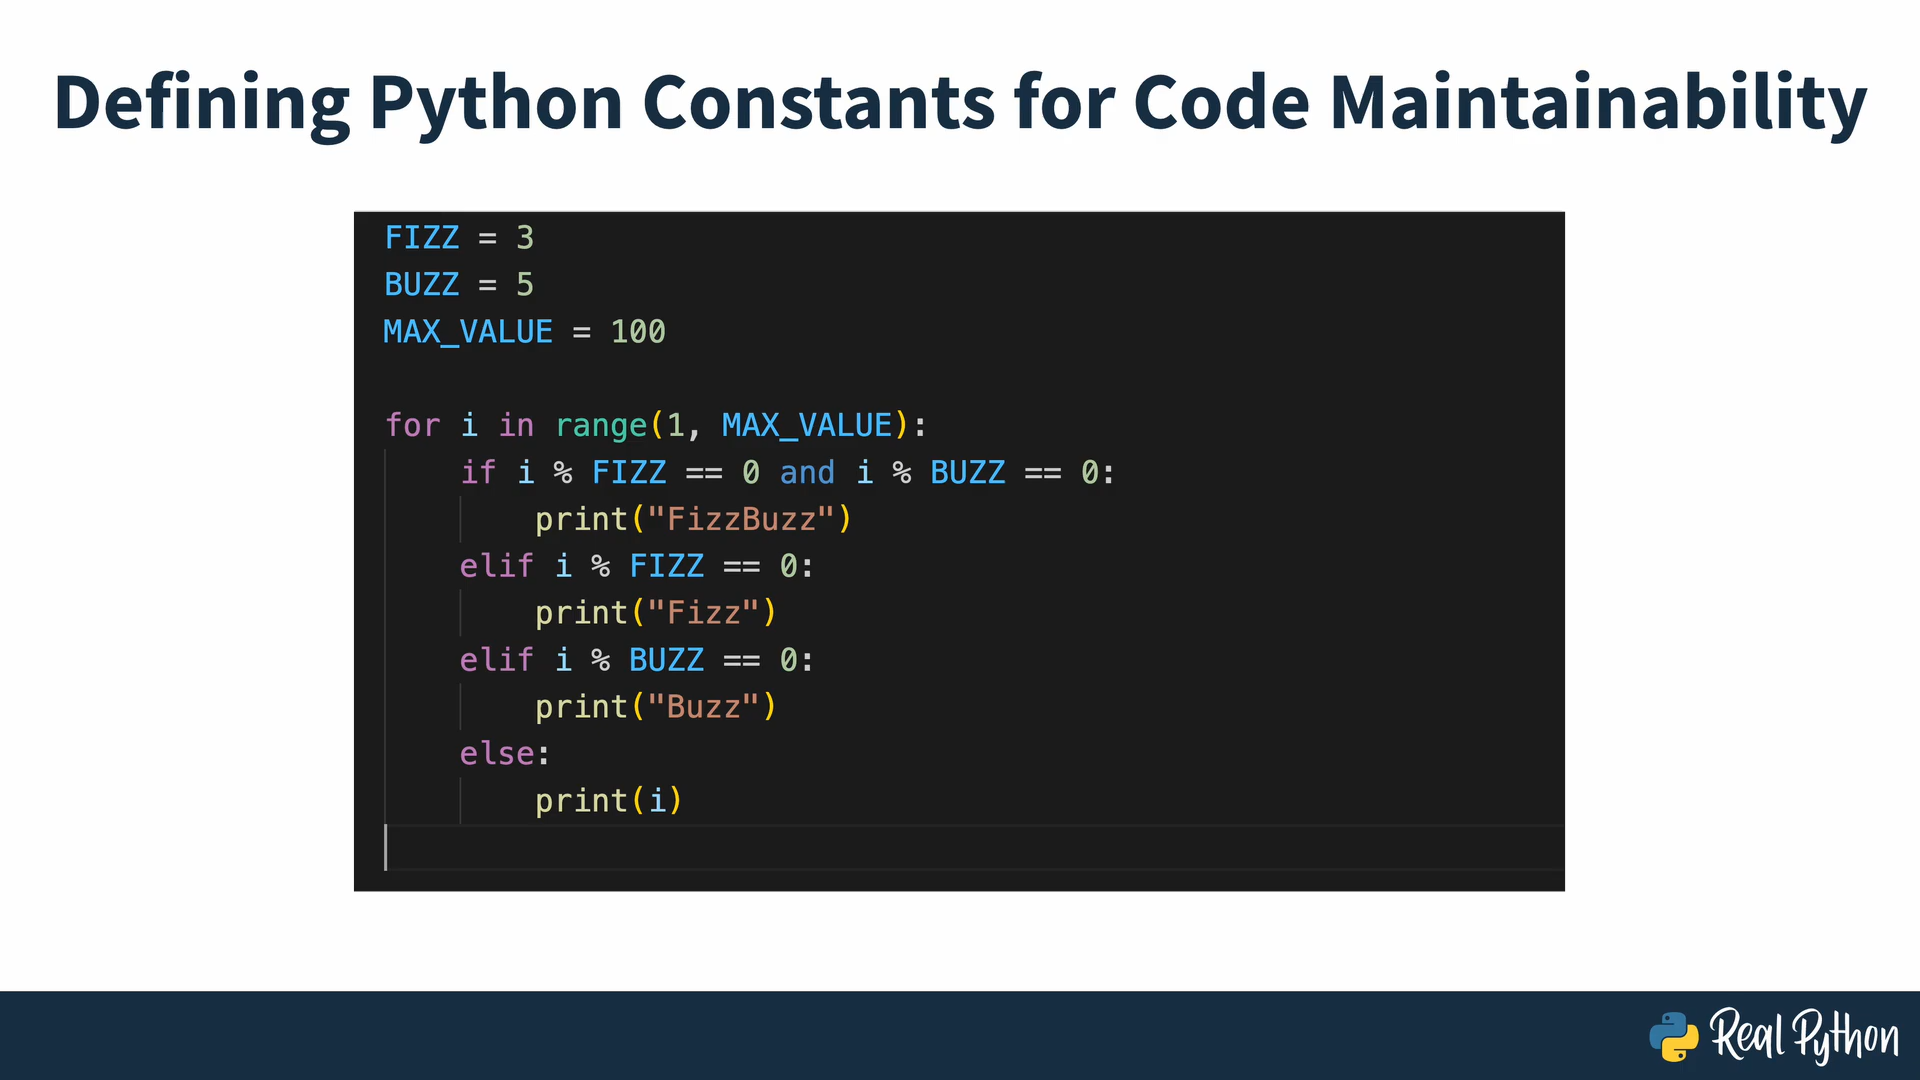 Defining Python Constants for Code Maintainability
FIZZ = 3
BUZZ = 5
MAX_VALUE = 100
for i in range(1, MAX_VALUE):
    if i % FIZZ == 0 and i % BUZZ == 0:
        print("FizzBuzz")
    elif i % FIZZ == 0:
        print("Fizz")
    elif i % BUZZ == 0:
        print("Buzz")
    else:
        print(i)
Real Python